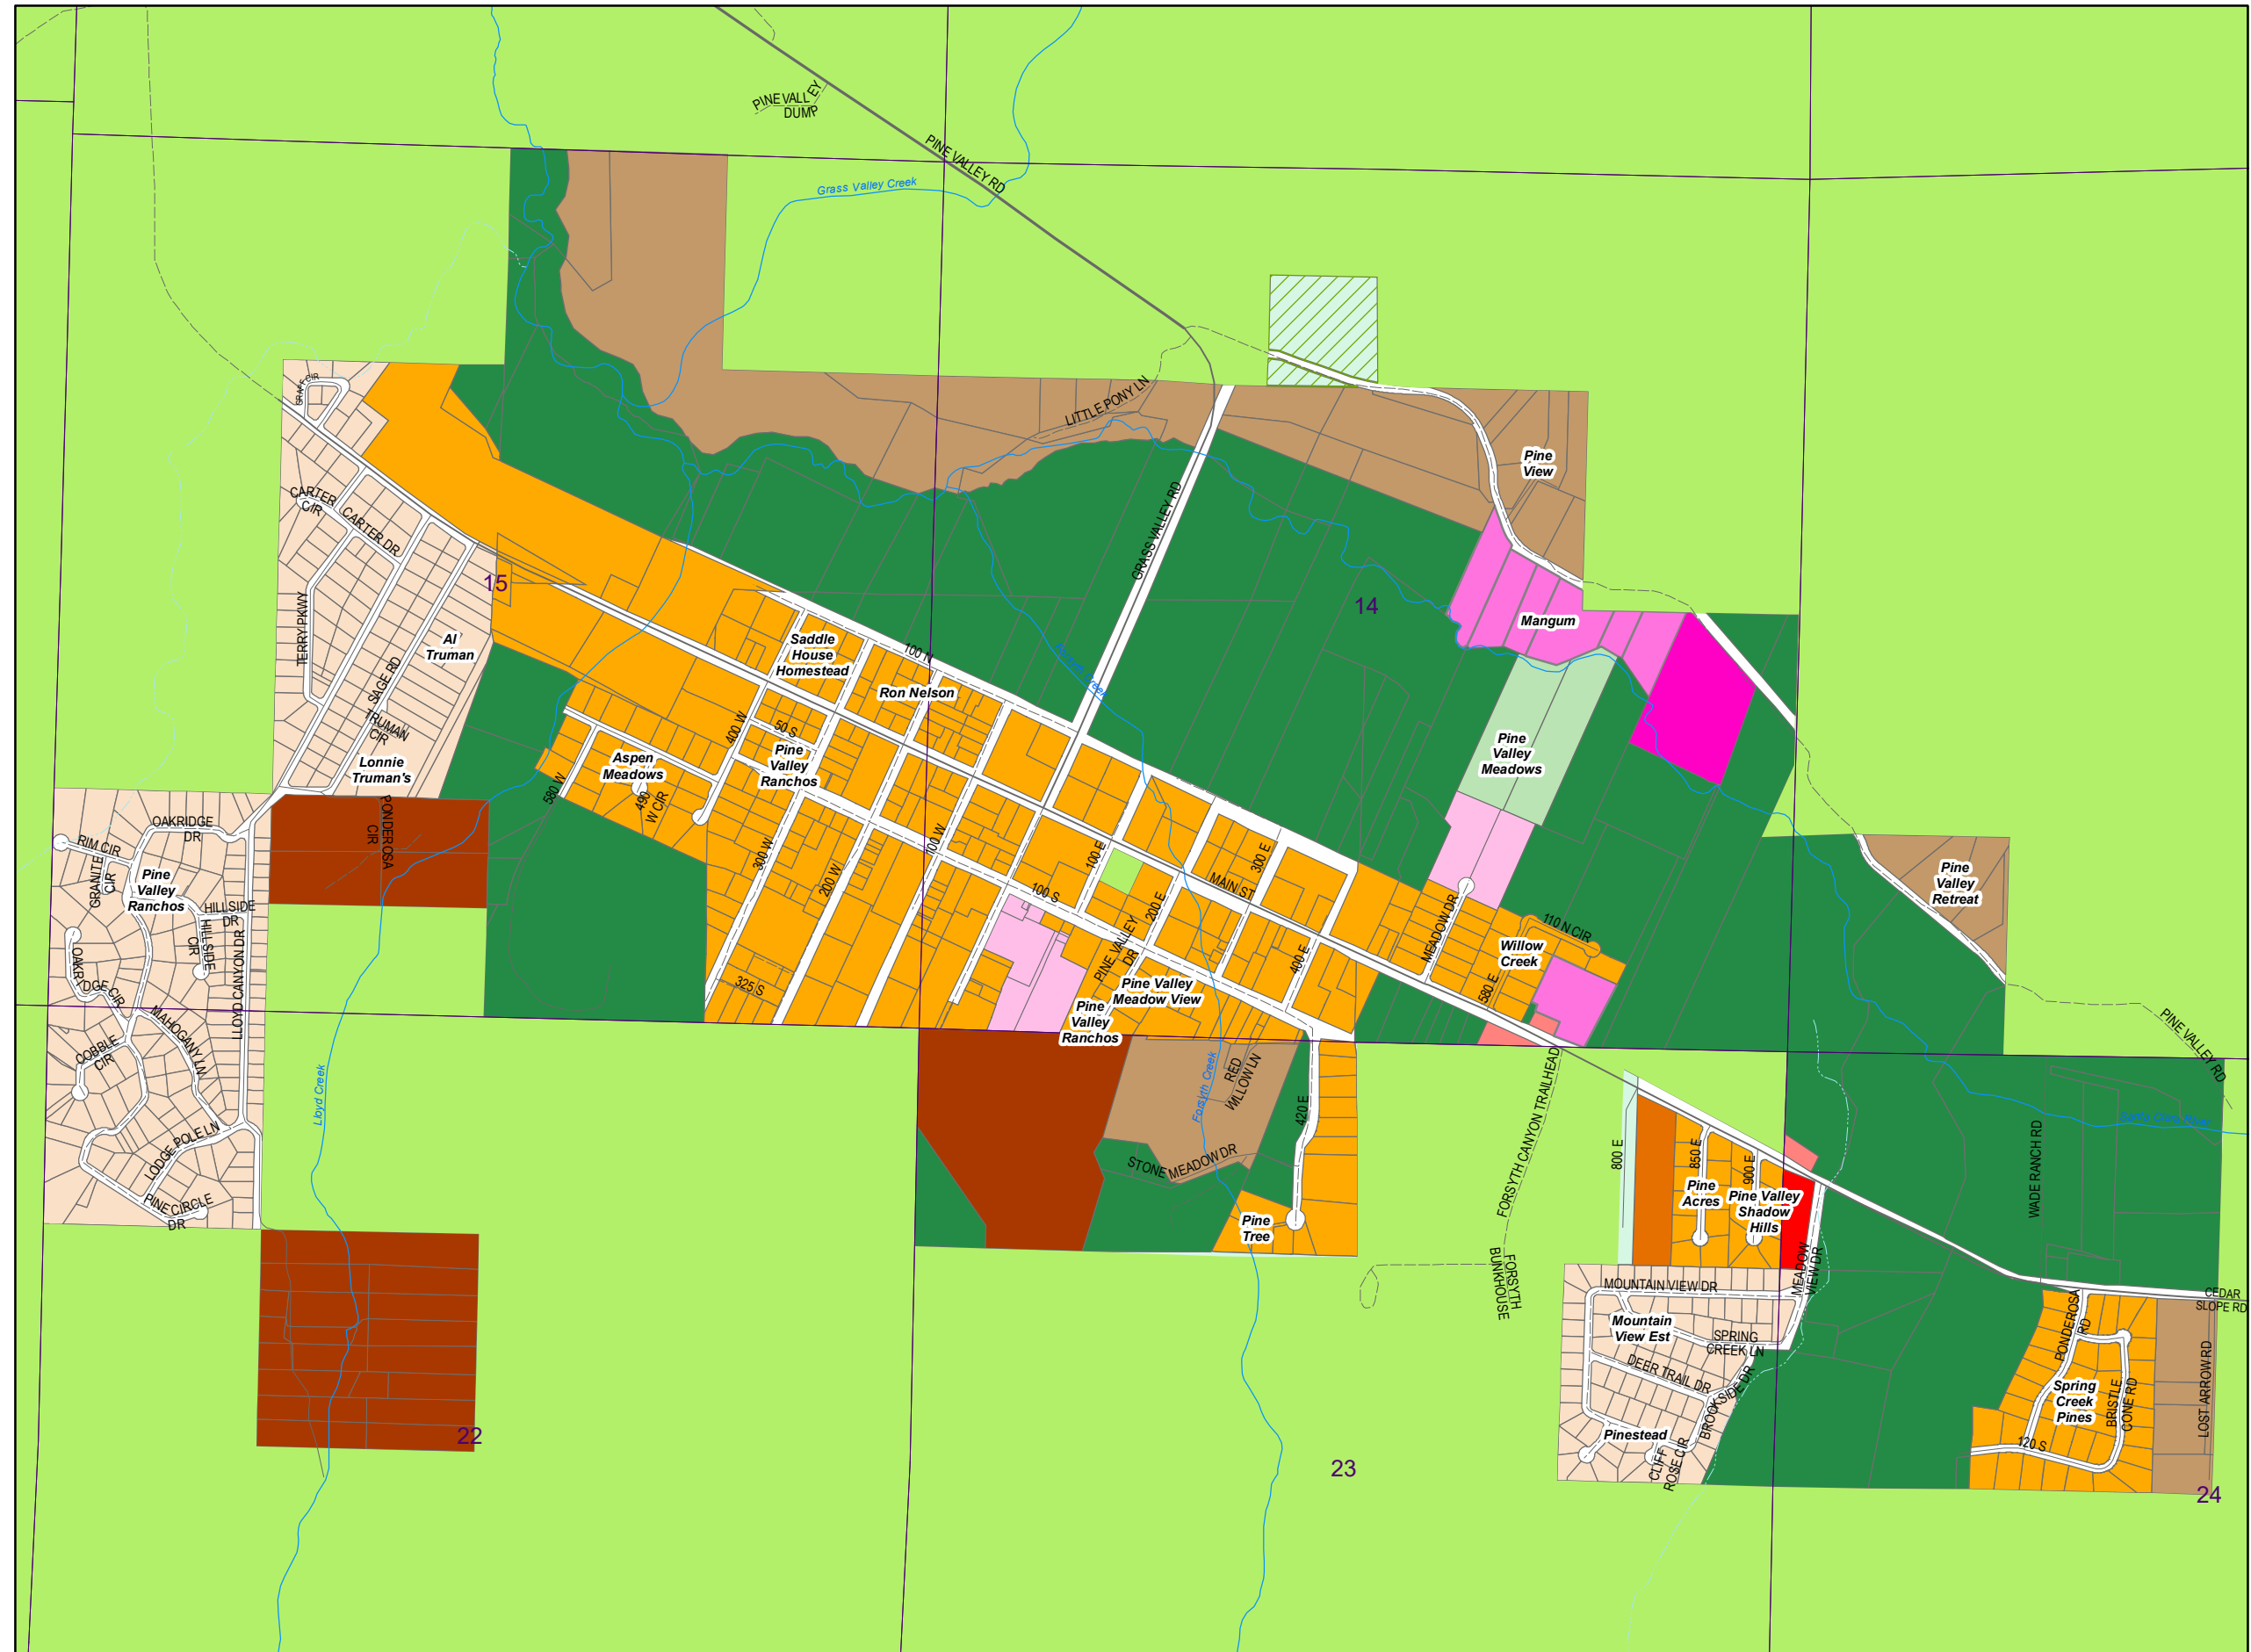 PINE VALLEY
DUMP
PINE VALLEY RD
Grass Valley Creek
GRAFF CIR
LITTLE PONY LN
Pine
View
CARTER
CIR
CARTER DR
GRASS VALLEY RD
15
14
TERRY PKWY
Al
Truman
SAGE RD
TRUMAN
CIR
Lonnie
Truman's
Saddle
House
Homestead
100 N
Ron Nelson
Forsyth Creek
Mangum
400 W
50 S
Pine
Valley
Ranchos
Aspen
Meadows
580 W
490
W CIR
Pine
Valley
Meadows
PONDEROSA
CIR
OAKRIDGE
DR
RIM CIR
GRANITE
CIR
Pine
Valley
Ranchos
HILLSIDE
DR
HILLSIDE
CIR
LLOYD CANYON DR
OAKRIDGE CIR
300 W
200 W
100 W
100 E
300 E
MAIN ST
100 S
200 E
PINE VALLEY
DR
400 E
MEADOW DR
110 N CIR
Willow
Creek
580 E
Pine
Valley
Retreat
325 S
Pine Valley
Meadow View
Pine
Valley
Ranchos
PINE VALLEY RD
MAHOGANY LN
COBBLE
CIR
Lloyd Creek
LODGE POLE LN
PINE CIRCLE
DR
RED
WILLOW LN
Forsyth Creek
420 E
STONE MEADOW DR
Pine
Tree
FORSYTH CANYON TRAILHEAD
FORSYTH
BUNKHOUSE
800 E
850 E
900 E
Pine
Acres
Pine Valley
Shadow
Hills
MEADOW
VIEW DR
WADE RANCH RD
Santa Clara River
MOUNTAIN VIEW DR
Mountain
View Est
SPRING
CREEK LN
DEER TRAIL DR
BROOKSIDE DR
Pinestead
CLIFF
ROSE CIR
CEDAR
SLOPE RD
PONDEROSA
RD
Spring
Creek
Pines
BRISTLE
CONE RD
LOST ARROW RD
120 S
22
23
24